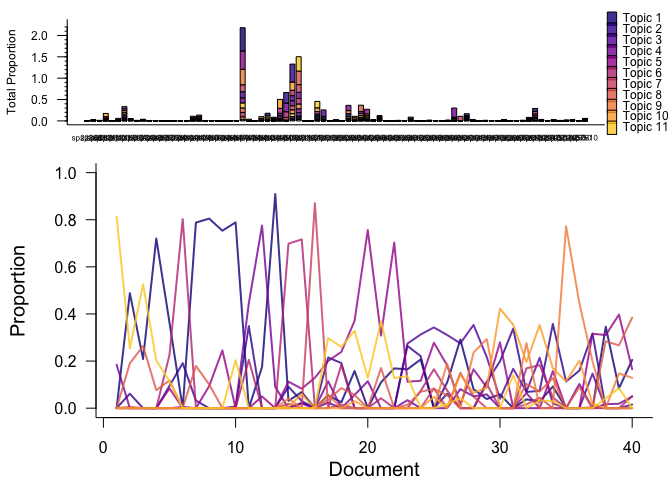 Total Proportion
2.0
1.5
1.0
0.5
0.0
Topic 1
Topic 2
Topic 3
Topic 4
Topic 5
Topic 6
Topic 7
Topic 8
Topic 9
Topic 10
Topic 11
Proportion
1.0
0.8
0.6
0.4
0.2
0.0
0
10
20
30
40
Document